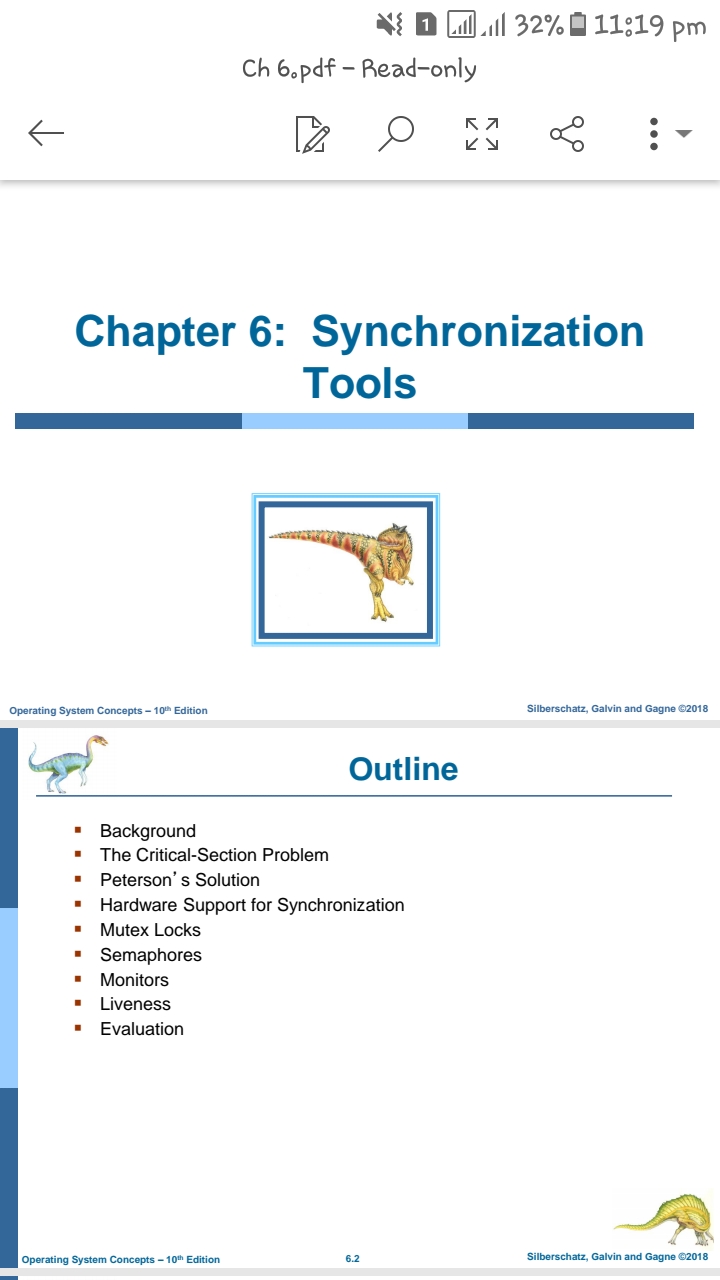 1 32% 11:19 pm
Ch 6.pdf – Read-only
Chapter 6: Synchronization
Tools
Operating System Concepts – 10th Edition
Silberschatz, Galvin and Gagne ©2018
Outline
▪ Background
▪ The Critical-Section Problem
▪ Peterson’s Solution
▪ Hardware Support for Synchronization
▪ Mutex Locks
▪ Semaphores
▪ Monitors
▪ Liveness
▪ Evaluation
Operating System Concepts – 10th Edition 6.2 Silberschatz, Galvin and Gagne ©2018